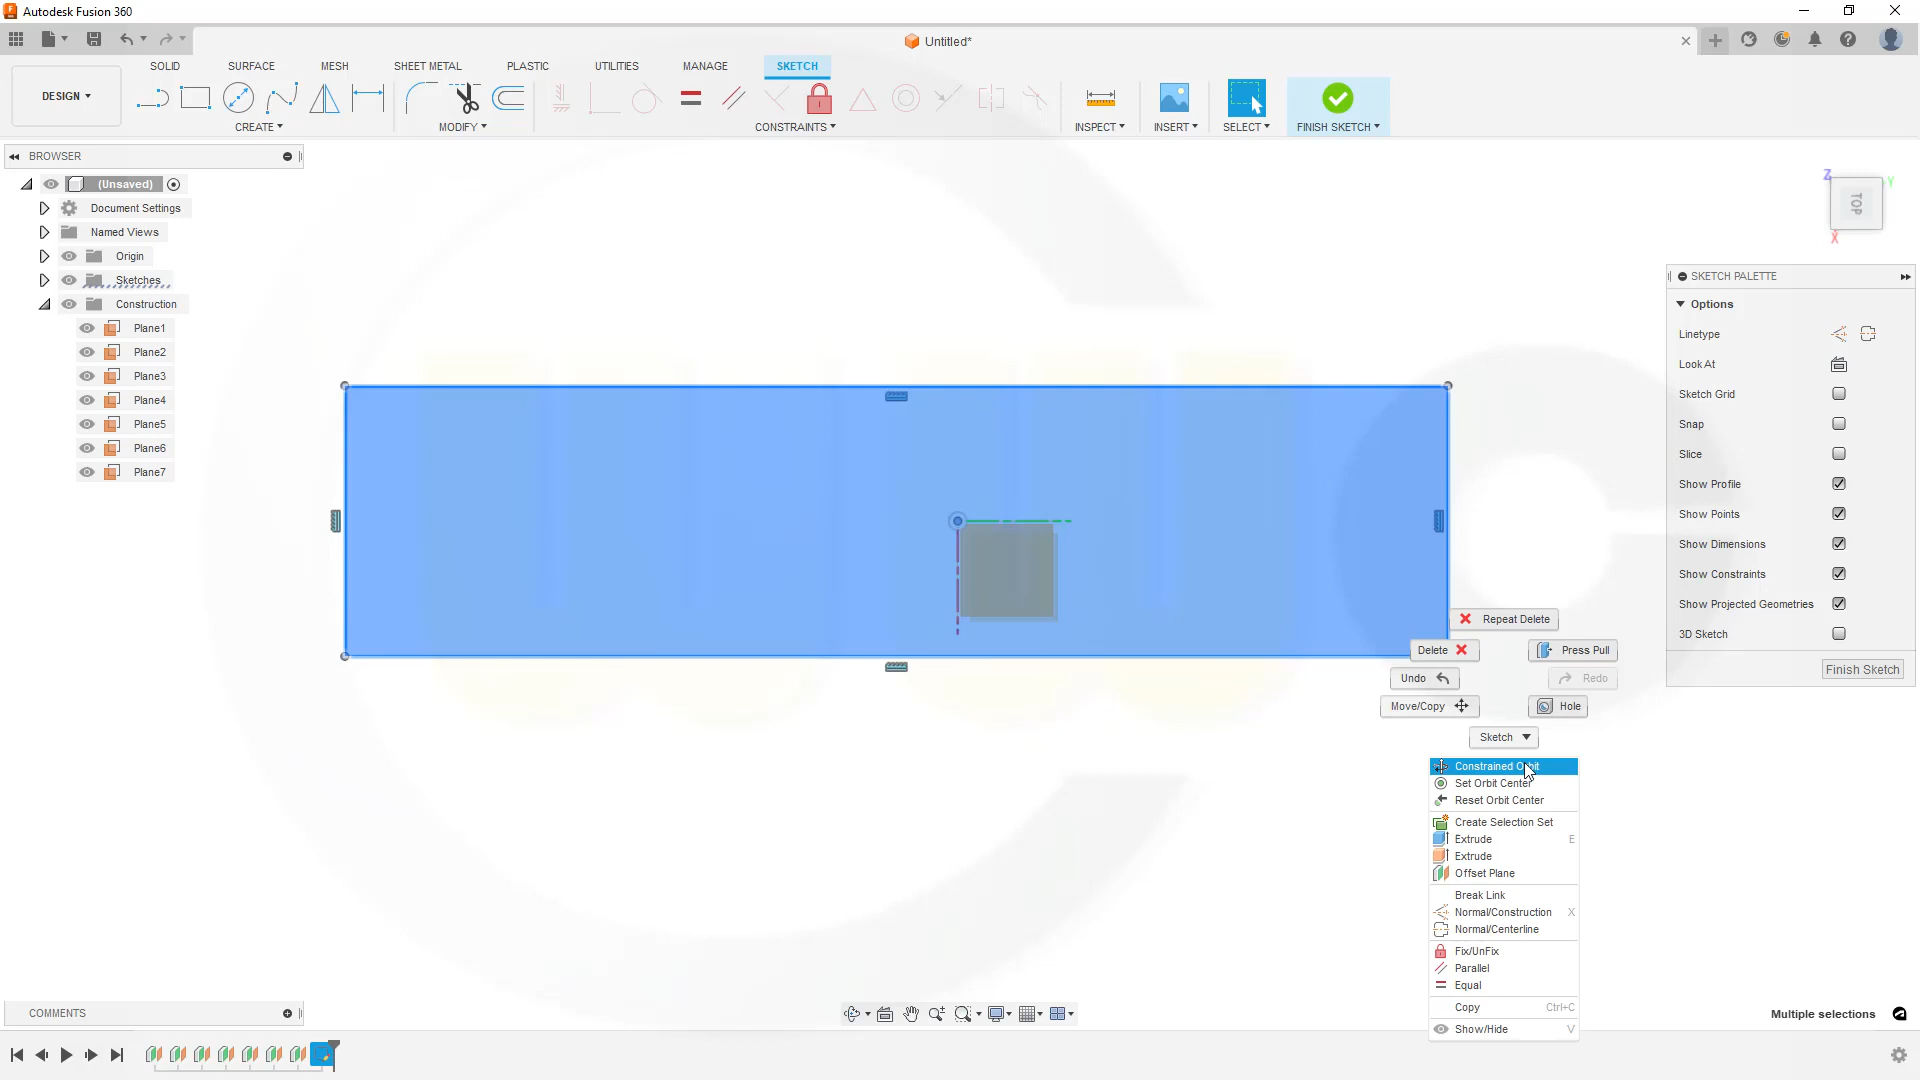 Autodesk Fusion 360
Untitled*
DESIGN
SOLID
SURFACE
MESH
SHEET METAL
PLASTIC
UTILITIES
MANAGE
SKETCH
CREATE
MODIFY
CONSTRAINTS
INSPECT
INSERT
SELECT
FINISH SKETCH
BROWSER
(Unsaved)
Document Settings
Named Views
Origin
Sketches
Construction
Plane1
Plane2
Plane3
Plane4
Plane5
Plane6
Plane7
Z
Y
TOP
X
SKETCH PALETTE
Options
Linetype
Look At
Sketch Grid
Snap
Slice
Show Profile
Show Points
Show Dimensions
Show Constraints
Show Projected Geometries
3D Sketch
Finish Sketch
Repeat Delete
Delete
Press Pull
Undo
Redo
Move/Copy
Hole
Sketch
Constrained Orbit
Set Orbit Center
Reset Orbit Center
Create Selection Set
Extrude E
Extrude
Offset Plane
Break Link
Normal/Construction X
Normal/Centerline
Fix/UnFix
Parallel
Equal
Copy Ctrl+C
Show/Hide V
COMMENTS
Multiple selections